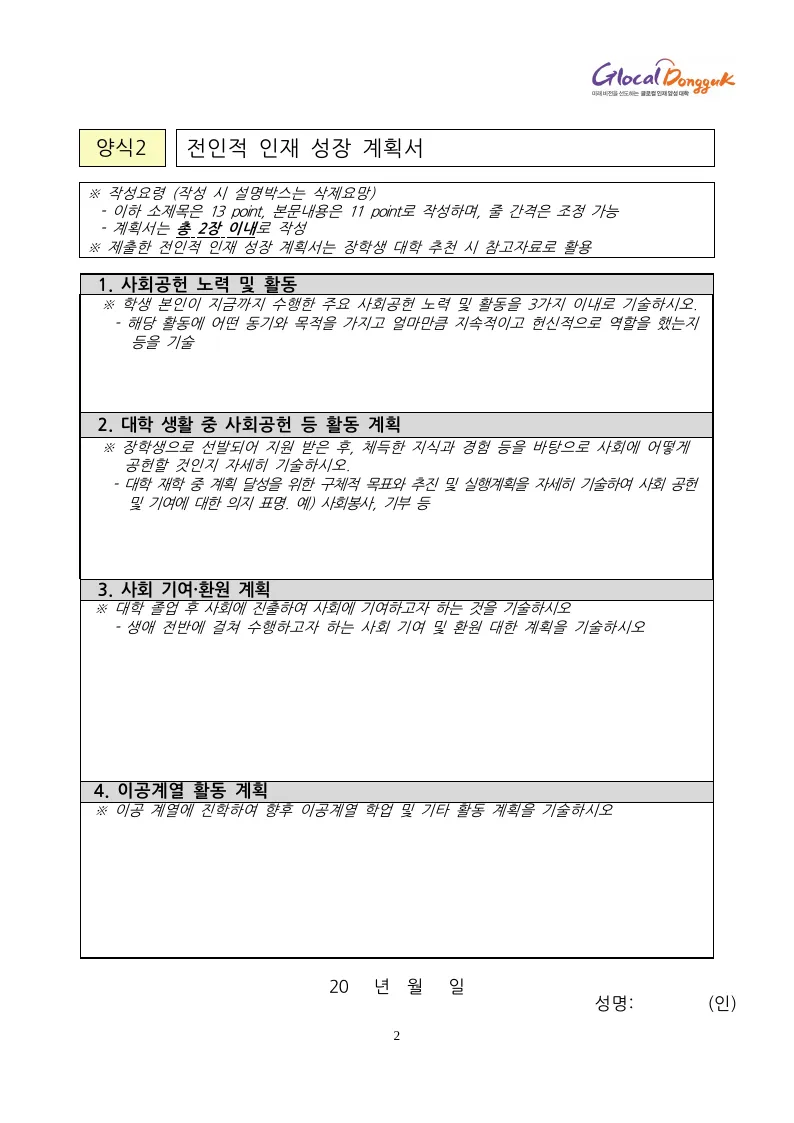 Glocal Dongguk
미래 비전을 선도하는 글로컬 인재 양성 대학
양식2
전인적 인재 성장 계획서
※ 작성요령 (작성 시 설명박스는 삭제요망)
- 이하 소제목은 13 point, 본문내용은 11 point로 작성하며, 줄 간격은 조정 가능
- 계획서는 총 2장 이내로 작성
※ 제출한 전인적 인재 성장 계획서는 장학생 대학 추천 시 참고자료로 활용
1. 사회공헌 노력 및 활동
※ 학생 본인이 지금까지 수행한 주요 사회공헌 노력 및 활동을 3가지 이내로 기술하시오.
- 해당 활동에 어떤 동기와 목적을 가지고 얼마만큼 지속적이고 헌신적으로 역할을 했는지
등을 기술
2. 대학 생활 중 사회공헌 등 활동 계획
※ 장학생으로 선발되어 지원 받은 후, 체득한 지식과 경험 등을 바탕으로 사회에 어떻게
공헌할 것인지 자세히 기술하시오.
- 대학 재학 중 계획 달성을 위한 구체적 목표와 추진 및 실행계획을 자세히 기술하여 사회 공헌
및 기여에 대한 의지 표명. 예) 사회봉사, 기부 등
3. 사회 기여·환원 계획
※ 대학 졸업 후 사회에 진출하여 사회에 기여하고자 하는 것을 기술하시오
- 생애 전반에 걸쳐 수행하고자 하는 사회 기여 및 환원 대한 계획을 기술하시오
4. 이공계열 활동 계획
※ 이공 계열에 진학하여 향후 이공계열 학업 및 기타 활동 계획을 기술하시오
20 년 월 일
성명: (인)
2